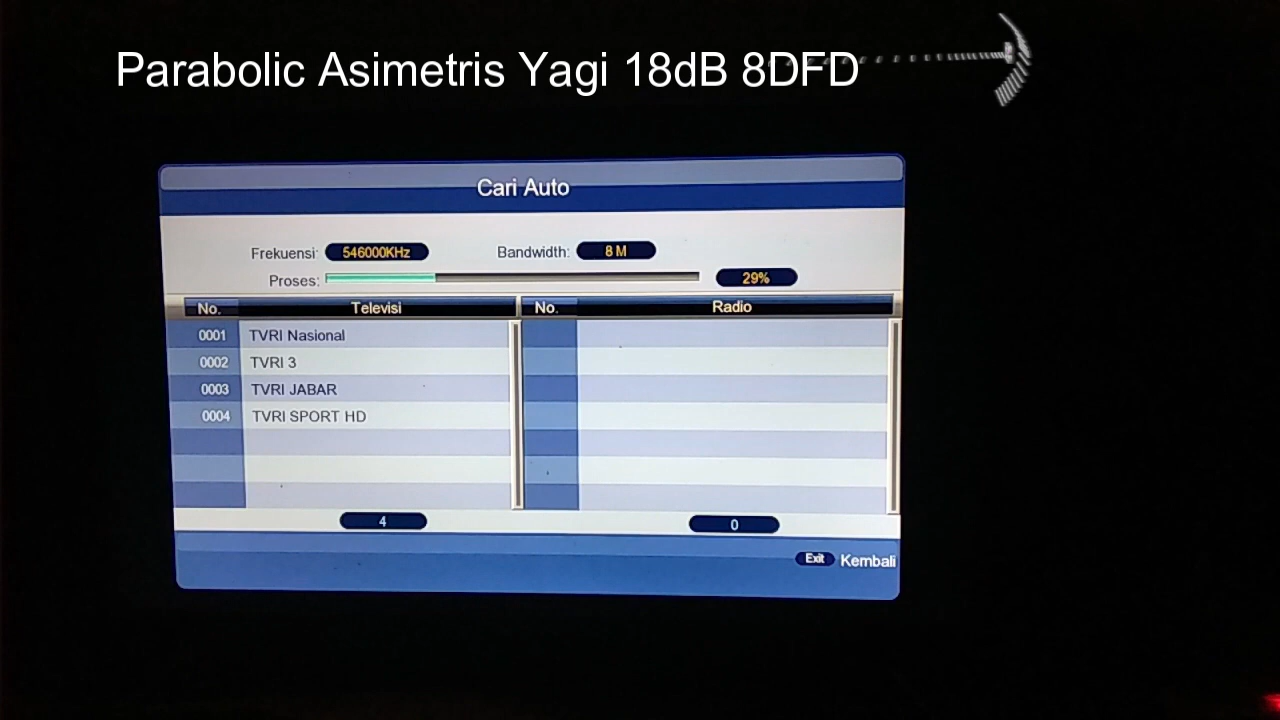 Parabolic Asimetris Yagi 18dB 8DFD
Cari Auto
Frekuensi: 546000KHz Bandwidth: 8 M
Proses: 29%
No. Televisi No. Radio
0001 TVRI Nasional
0002 TVRI 3
0003 TVRI JABAR
0004 TVRI SPORT HD
4 0
Exit Kembali